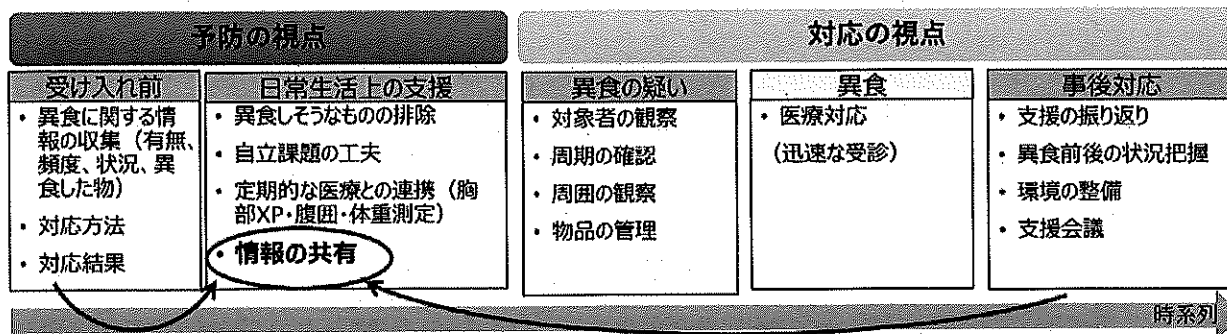 予防の視点
対応の視点
受け入れ前
・異食に関する情
報の収集（有無、
頻度、状況、異
食した物）
・対応方法
・対応結果
日常生活上の支援
・異食しそうなものの排除
・自立課題の工夫
・定期的な医療との連携（胸
部XP・腹囲・体重測定）
・情報の共有
異食の疑い
・対象者の観察
・周期の確認
・周囲の観察
・物品の管理
異食
・医療対応
（迅速な受診）
事後対応
・支援の振り返り
・異食前後の状況把握
・環境の整備
・支援会議
時系列